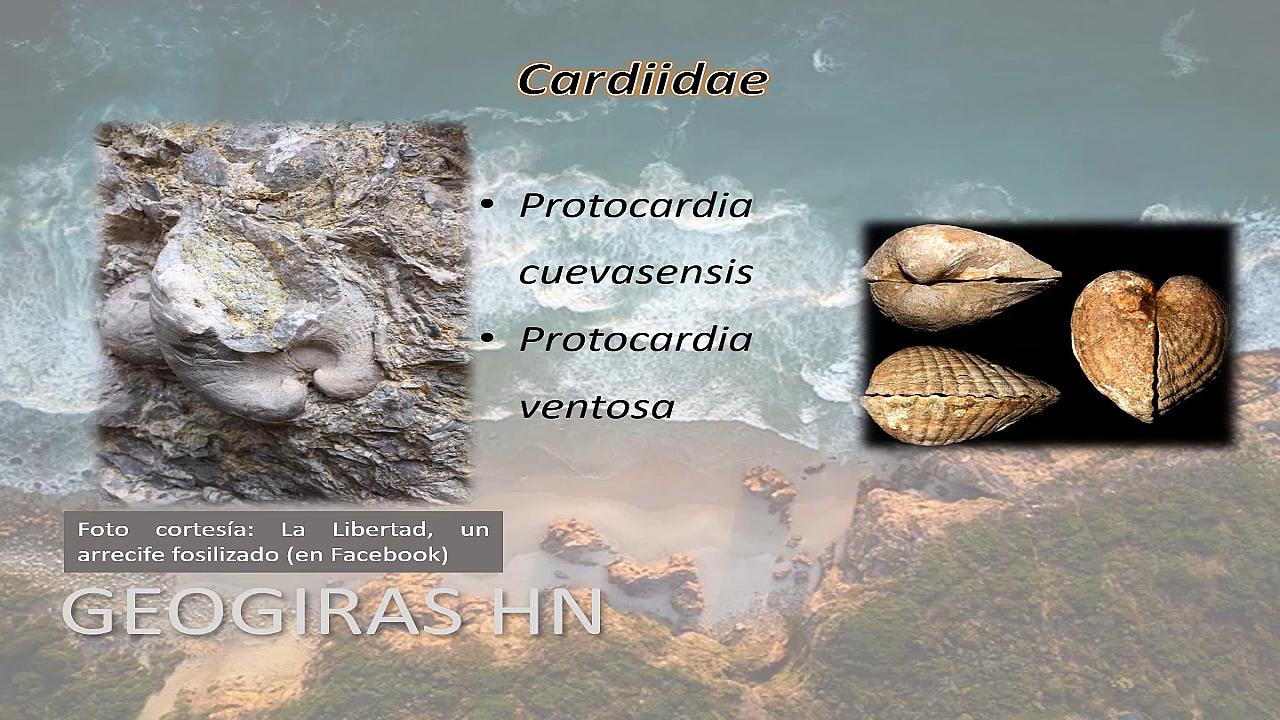 Cardiidae
• Protocardia
cuevasensis
• Protocardia
ventosa
Foto cortesía: La Libertad, un
arrecife fosilizado (en Facebook)
GEOGIRAS HN